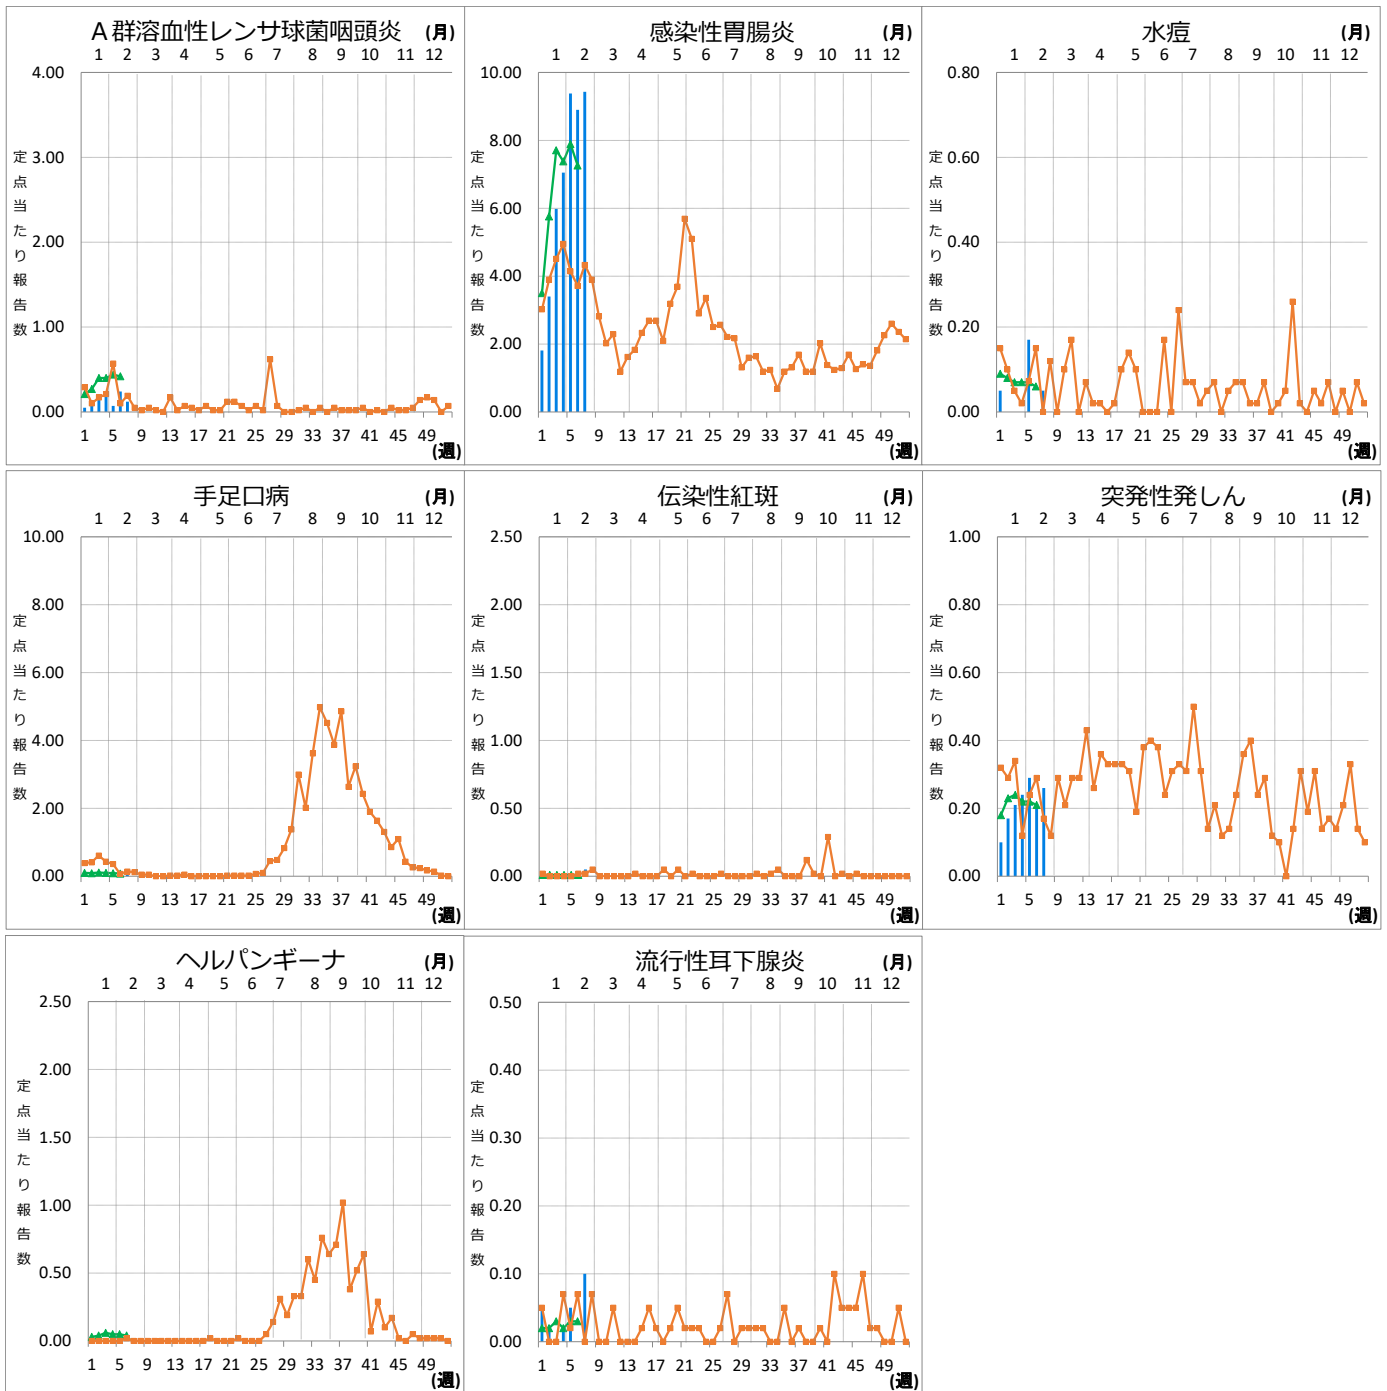 A群溶血性レンサ球菌咽頭炎 (月)
1 2 3 4 5 6 7 8 9 10 11 12
4.00
3.00
2.00
1.00
0.00
定点当たり報告数
1 5 9 13 17 21 25 29 33 37 41 45 49
(週)
感染性胃腸炎 (月)
1 2 3 4 5 6 7 8 9 10 11 12
10.00
8.00
6.00
4.00
2.00
0.00
定点当たり報告数
1 5 9 13 17 21 25 29 33 37 41 45 49
(週)
水痘 (月)
1 2 3 4 5 6 7 8 9 10 11 12
0.80
0.60
0.40
0.20
0.00
定点当たり報告数
1 5 9 13 17 21 25 29 33 37 41 45 49
(週)
手足口病 (月)
1 2 3 4 5 6 7 8 9 10 11 12
10.00
8.00
6.00
4.00
2.00
0.00
定点当たり報告数
1 5 9 13 17 21 25 29 33 37 41 45 49
(週)
伝染性紅斑 (月)
1 2 3 4 5 6 7 8 9 10 11 12
2.50
2.00
1.50
1.00
0.50
0.00
定点当たり報告数
1 5 9 13 17 21 25 29 33 37 41 45 49
(週)
突発性発しん (月)
1 2 3 4 5 6 7 8 9 10 11 12
1.00
0.80
0.60
0.40
0.20
0.00
定点当たり報告数
1 5 9 13 17 21 25 29 33 37 41 45 49
(週)
ヘルパンギーナ (月)
1 2 3 4 5 6 7 8 9 10 11 12
2.50
2.00
1.50
1.00
0.50
0.00
定点当たり報告数
1 5 9 13 17 21 25 29 33 37 41 45 49
(週)
流行性耳下腺炎 (月)
1 2 3 4 5 6 7 8 9 10 11 12
0.50
0.40
0.30
0.20
0.10
0.00
定点当たり報告数
1 5 9 13 17 21 25 29 33 37 41 45 49
(週)